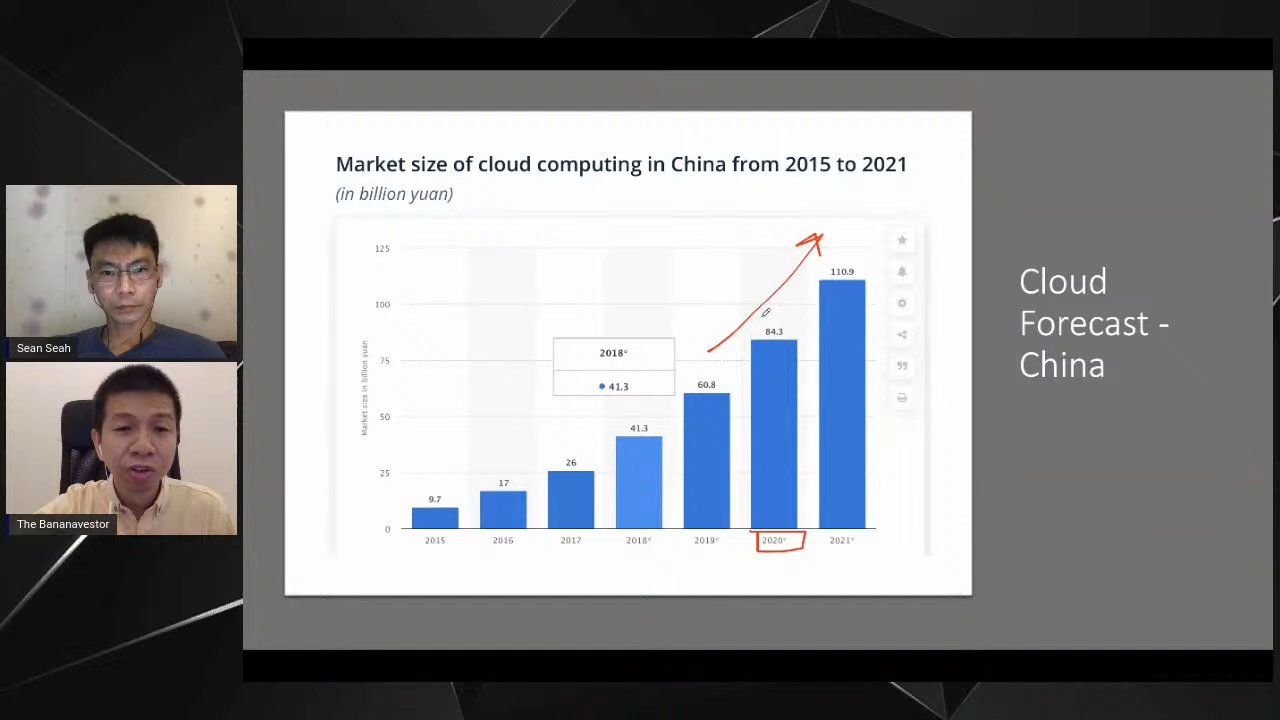 Market size of cloud computing in China from 2015 to 2021
(in billion yuan)
Market size in billion yuan
125
100
75
50
25
0
9.7
17
26
41.3
60.8
84.3
110.9
2018*
41.3
2015
2016
2017
2018*
2019*
2020*
2021*
Cloud
Forecast -
China
Sean Seah
The Bananavestor